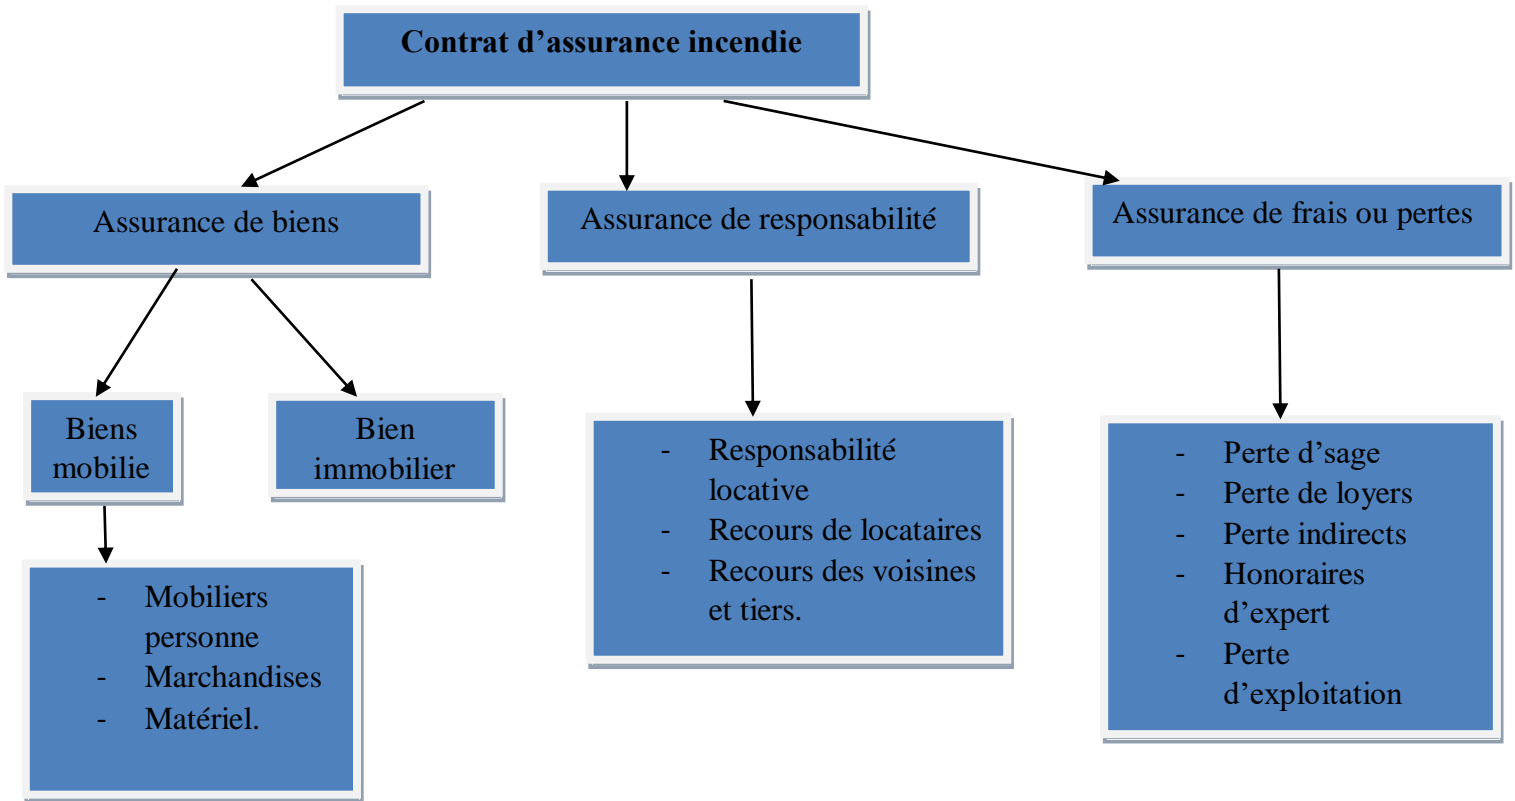 Contrat d’assurance incendie
Assurance de biens
Assurance de responsabilité
Assurance de frais ou pertes
Biens
mobilie
Bien
immobilier
- Mobiliers
personne
- Marchandises
- Matériel.
- Responsabilité
locative
- Recours de locataires
- Recours des voisines
et tiers.
- Perte d’sage
- Perte de loyers
- Perte indirects
- Honoraires
d’expert
- Perte
d’exploitation